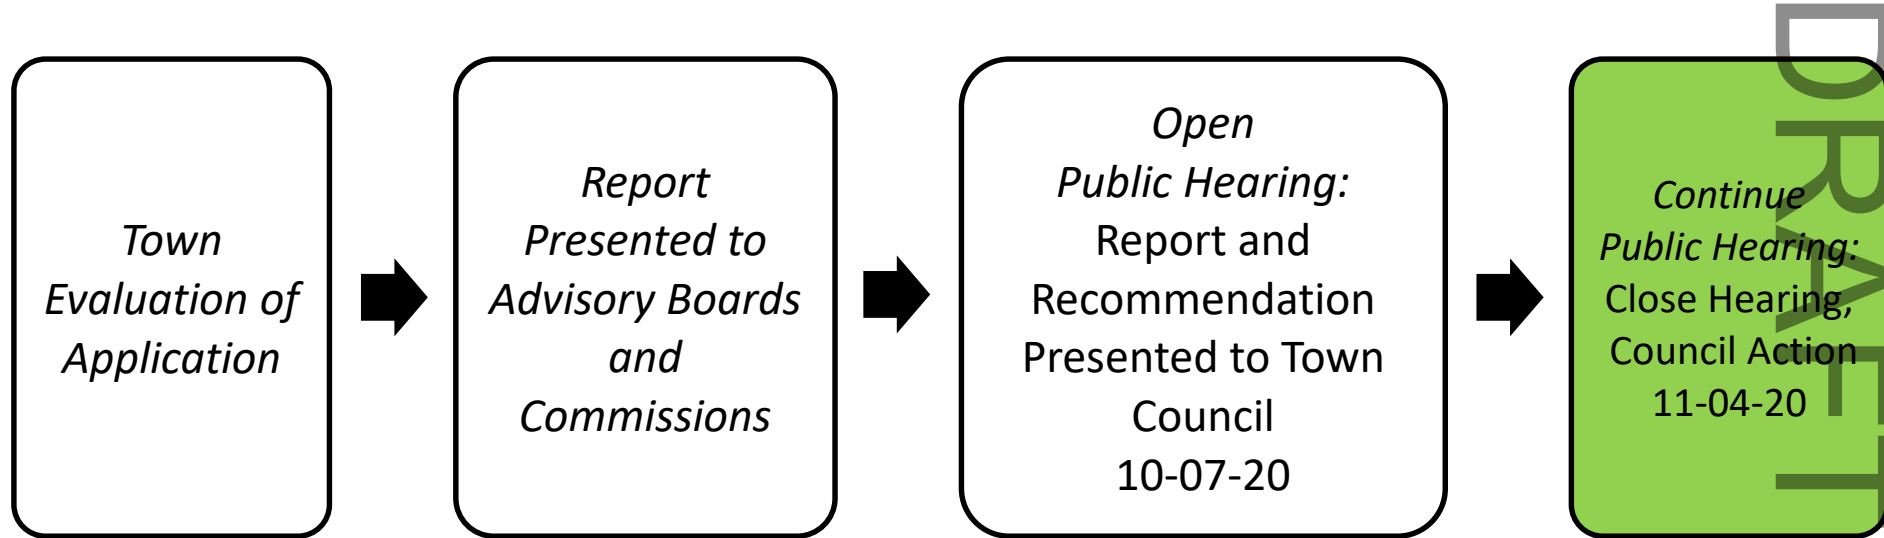 Town
Evaluation of
Application
Report
Presented to
Advisory Boards
and
Commissions
Open
Public Hearing:
Report and
Recommendation
Presented to Town
Council
10-07-20
Continue
Public Hearing:
Close Hearing,
Council Action
11-04-20
DRAFT